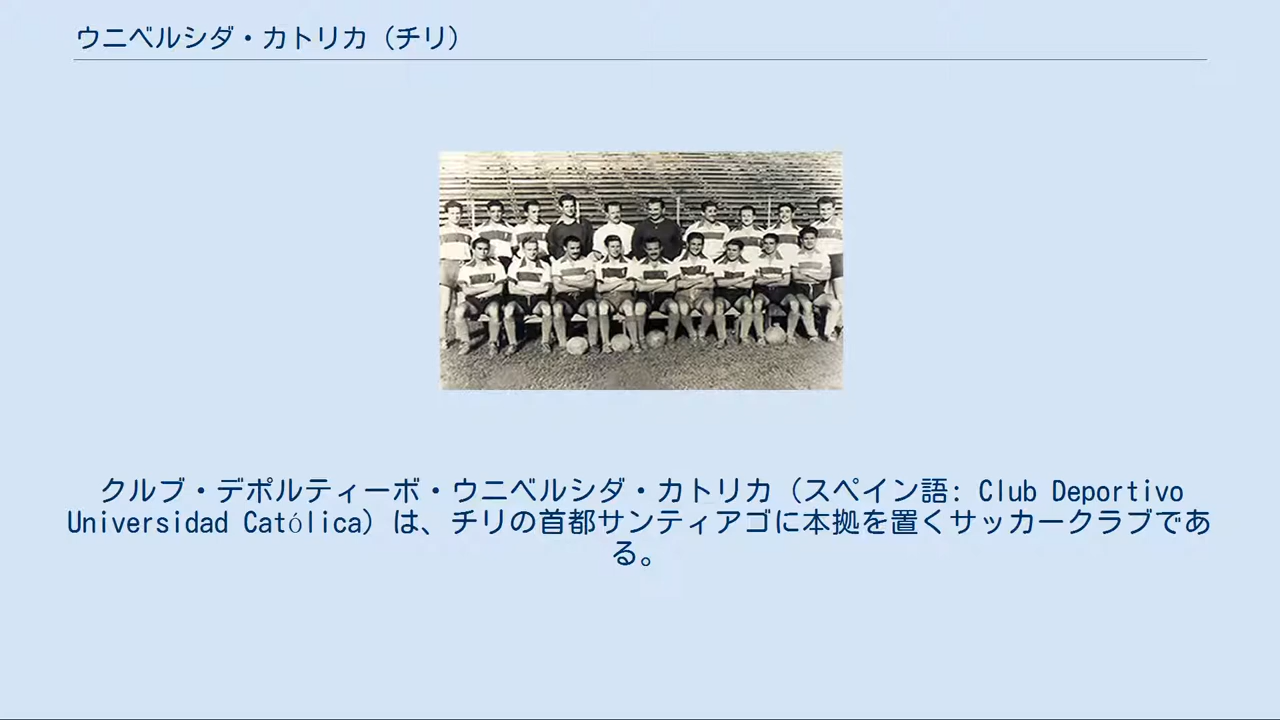 ウニベルシダ・カトリカ（チリ）
クルブ・デポルティーボ・ウニベルシダ・カトリカ（スペイン語: Club Deportivo
Universidad Católica）は、チリの首都サンティアゴに本拠を置くサッカークラブであ
る。